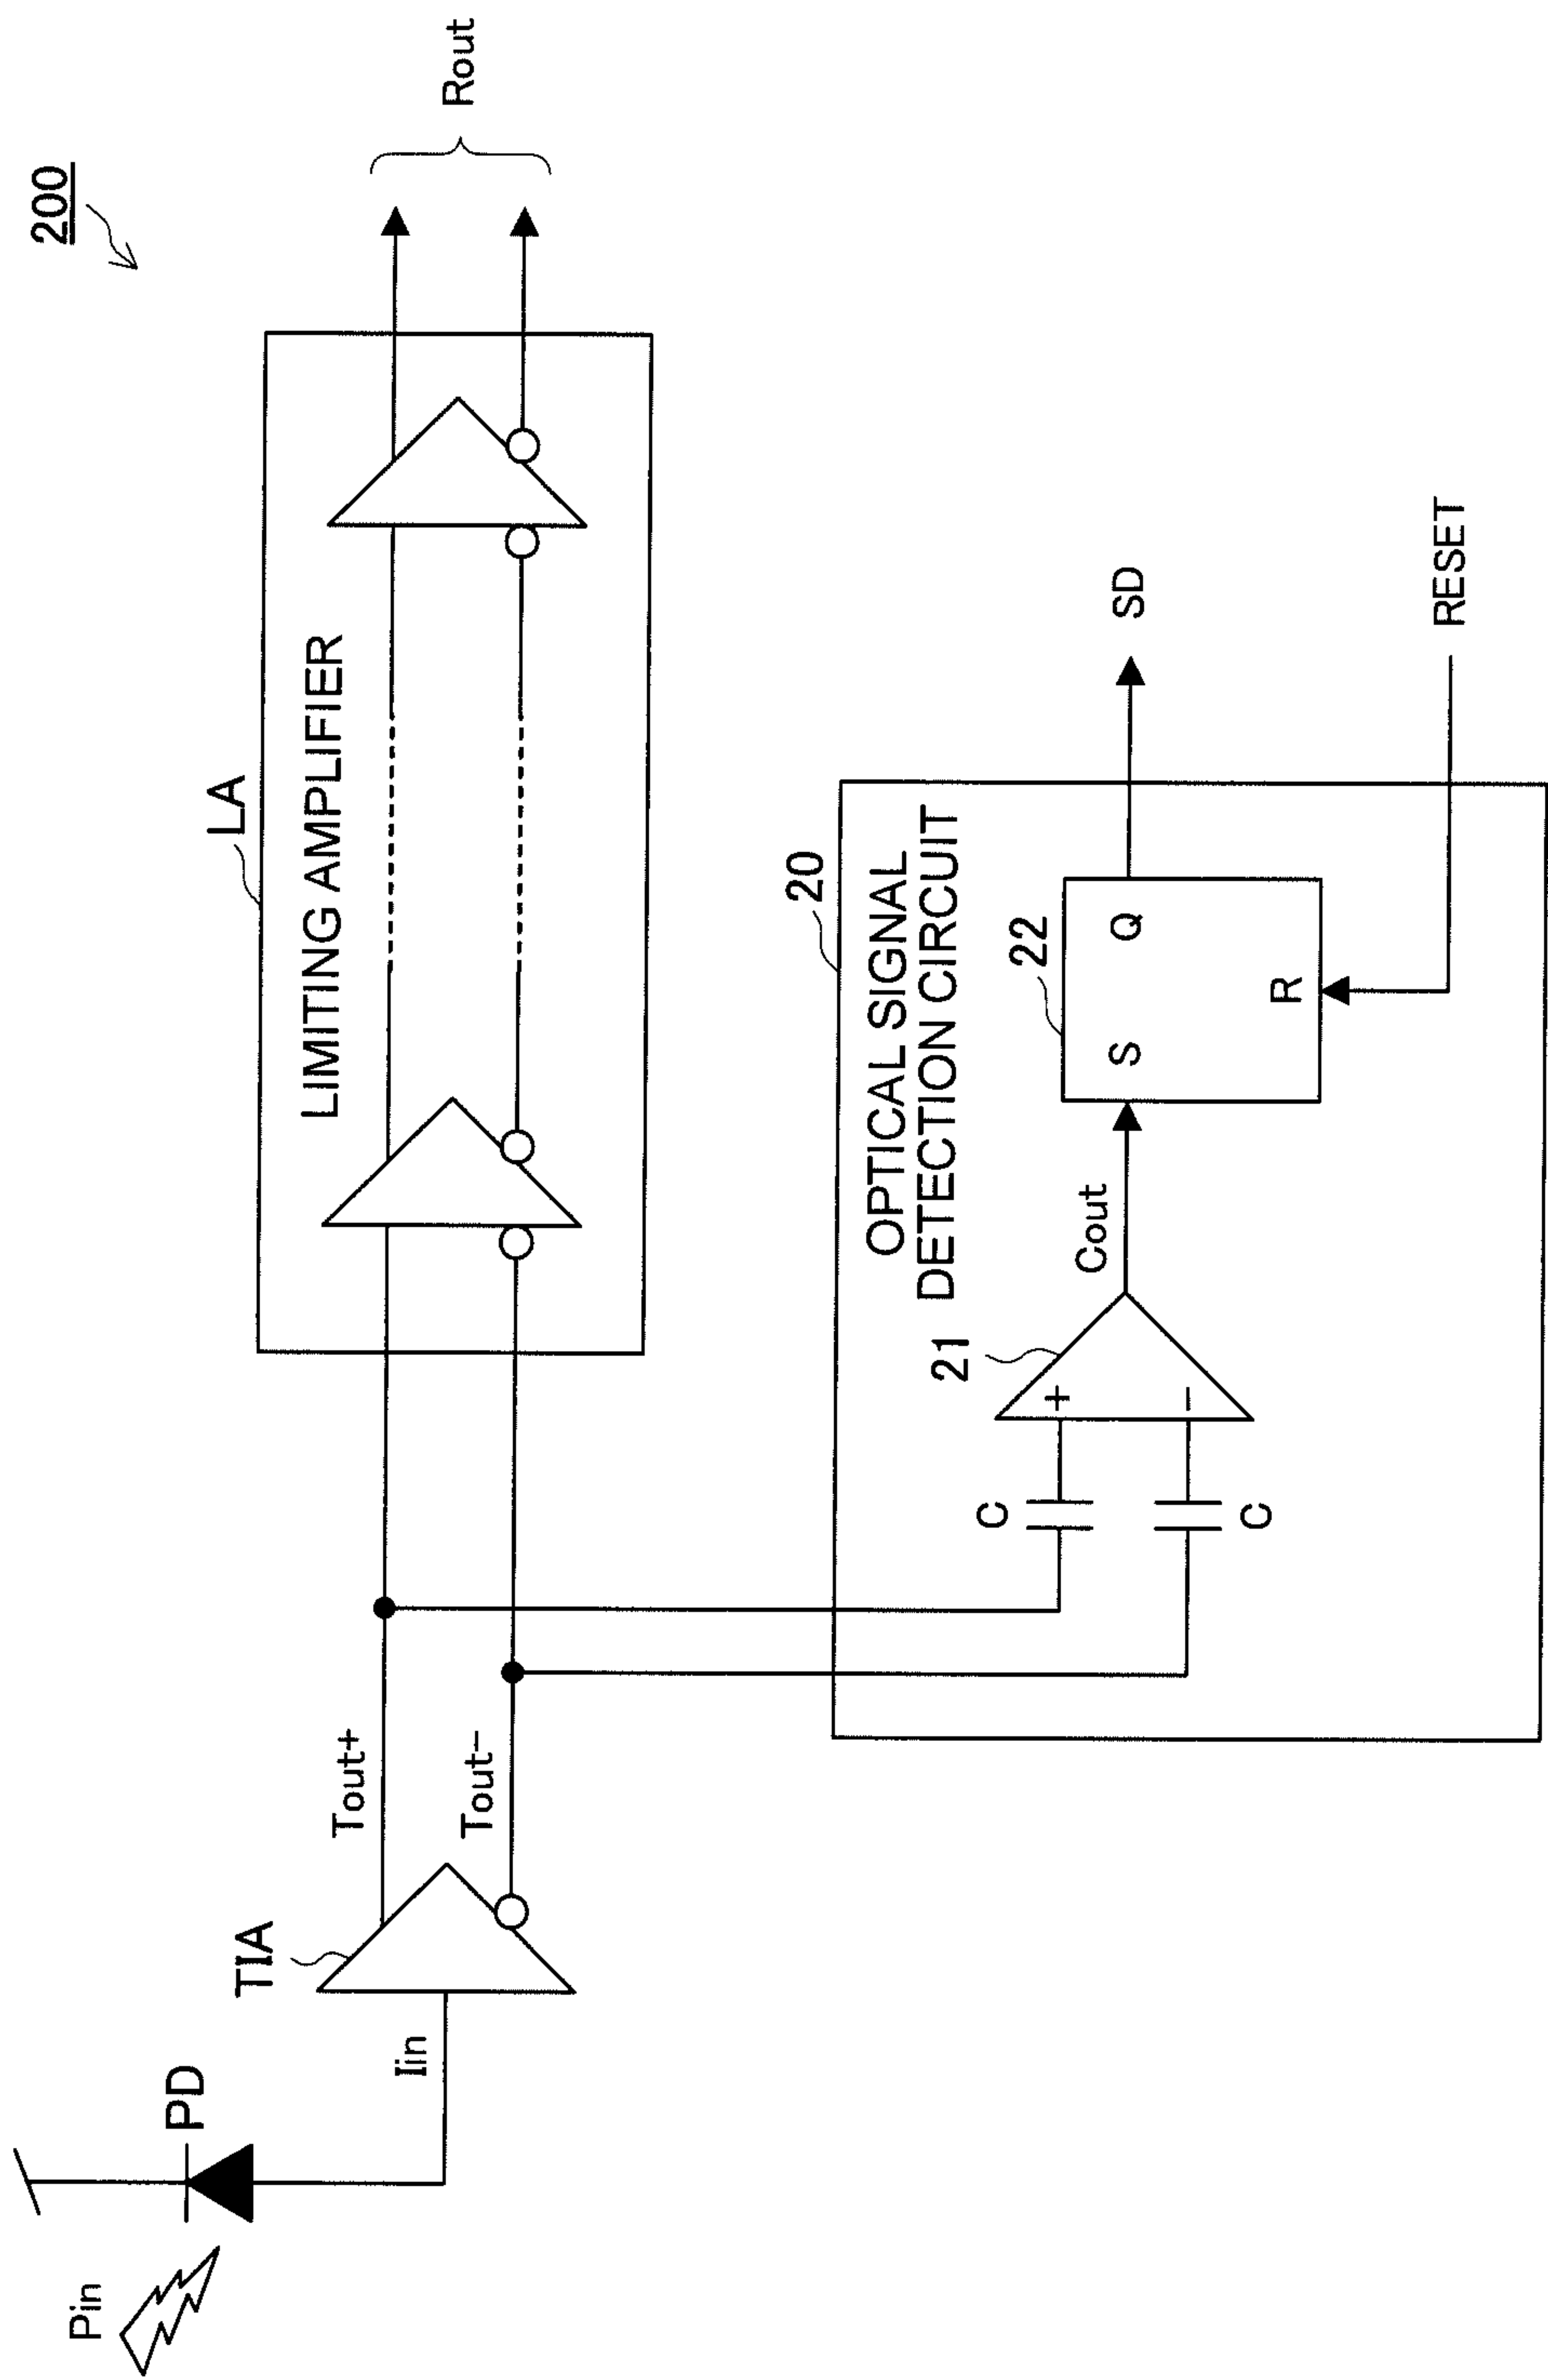 200
Pin
PD
Iin
TIA
Tout+
Tout−
LA
LIMITING AMPLIFIER
Rout
20
OPTICAL SIGNAL
DETECTION CIRCUIT
21
C
C
+
−
Cout
22
S
Q
R
SD
RESET